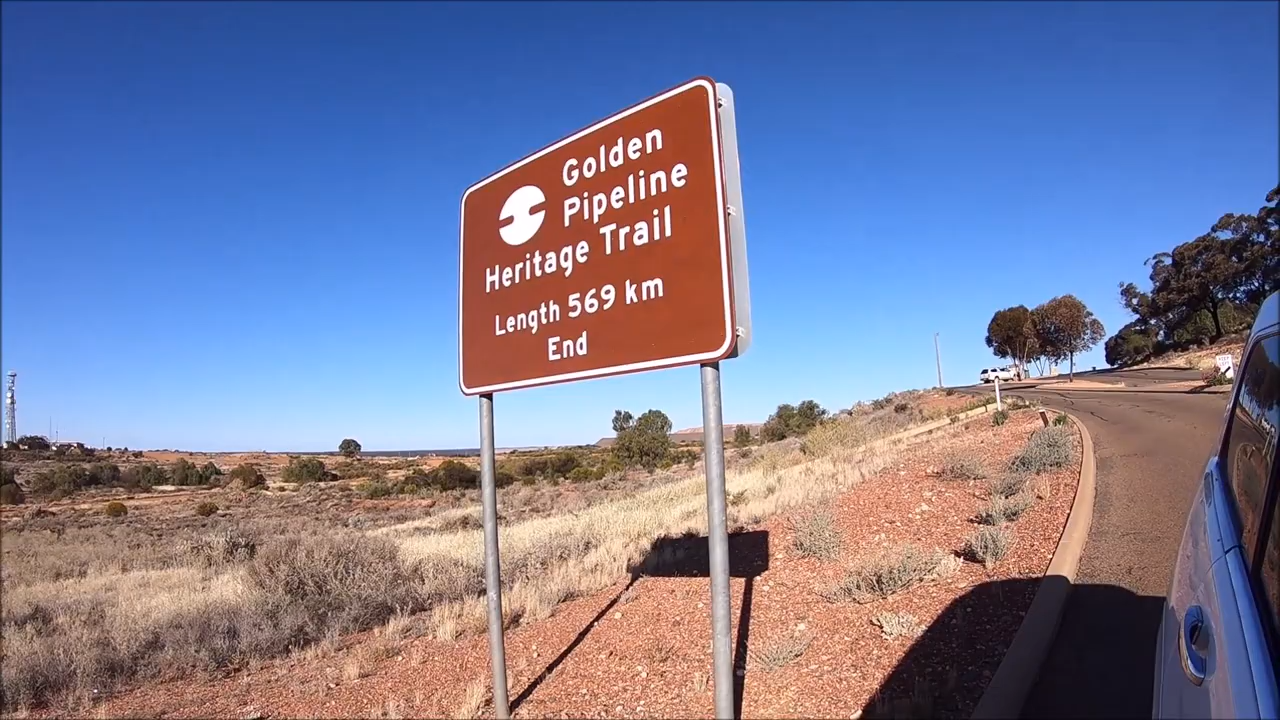 Golden
Pipeline
Heritage Trail
Length 569 km
End